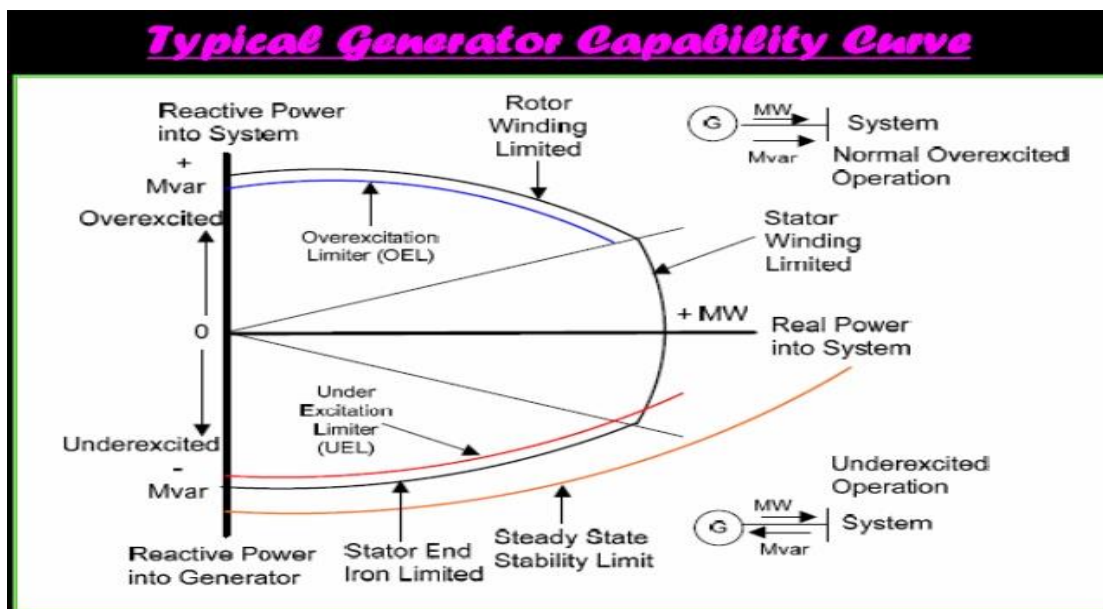 Typical Generator Capability Curve
Reactive Power
into System
+
Mvar
Overexcited
0
Underexcited
-
Mvar
Reactive Power
into Generator
Rotor
Winding
Limited
Overexcitation
Limiter (OEL)
G
MW
Mvar
System
Normal Overexcited
Operation
Stator
Winding
Limited
+ MW
Real Power
into System
Under
Excitation
Limiter
(UEL)
Stator End
Iron Limited
Steady State
Stability Limit
Underexcited
Operation
G
MW
Mvar
System